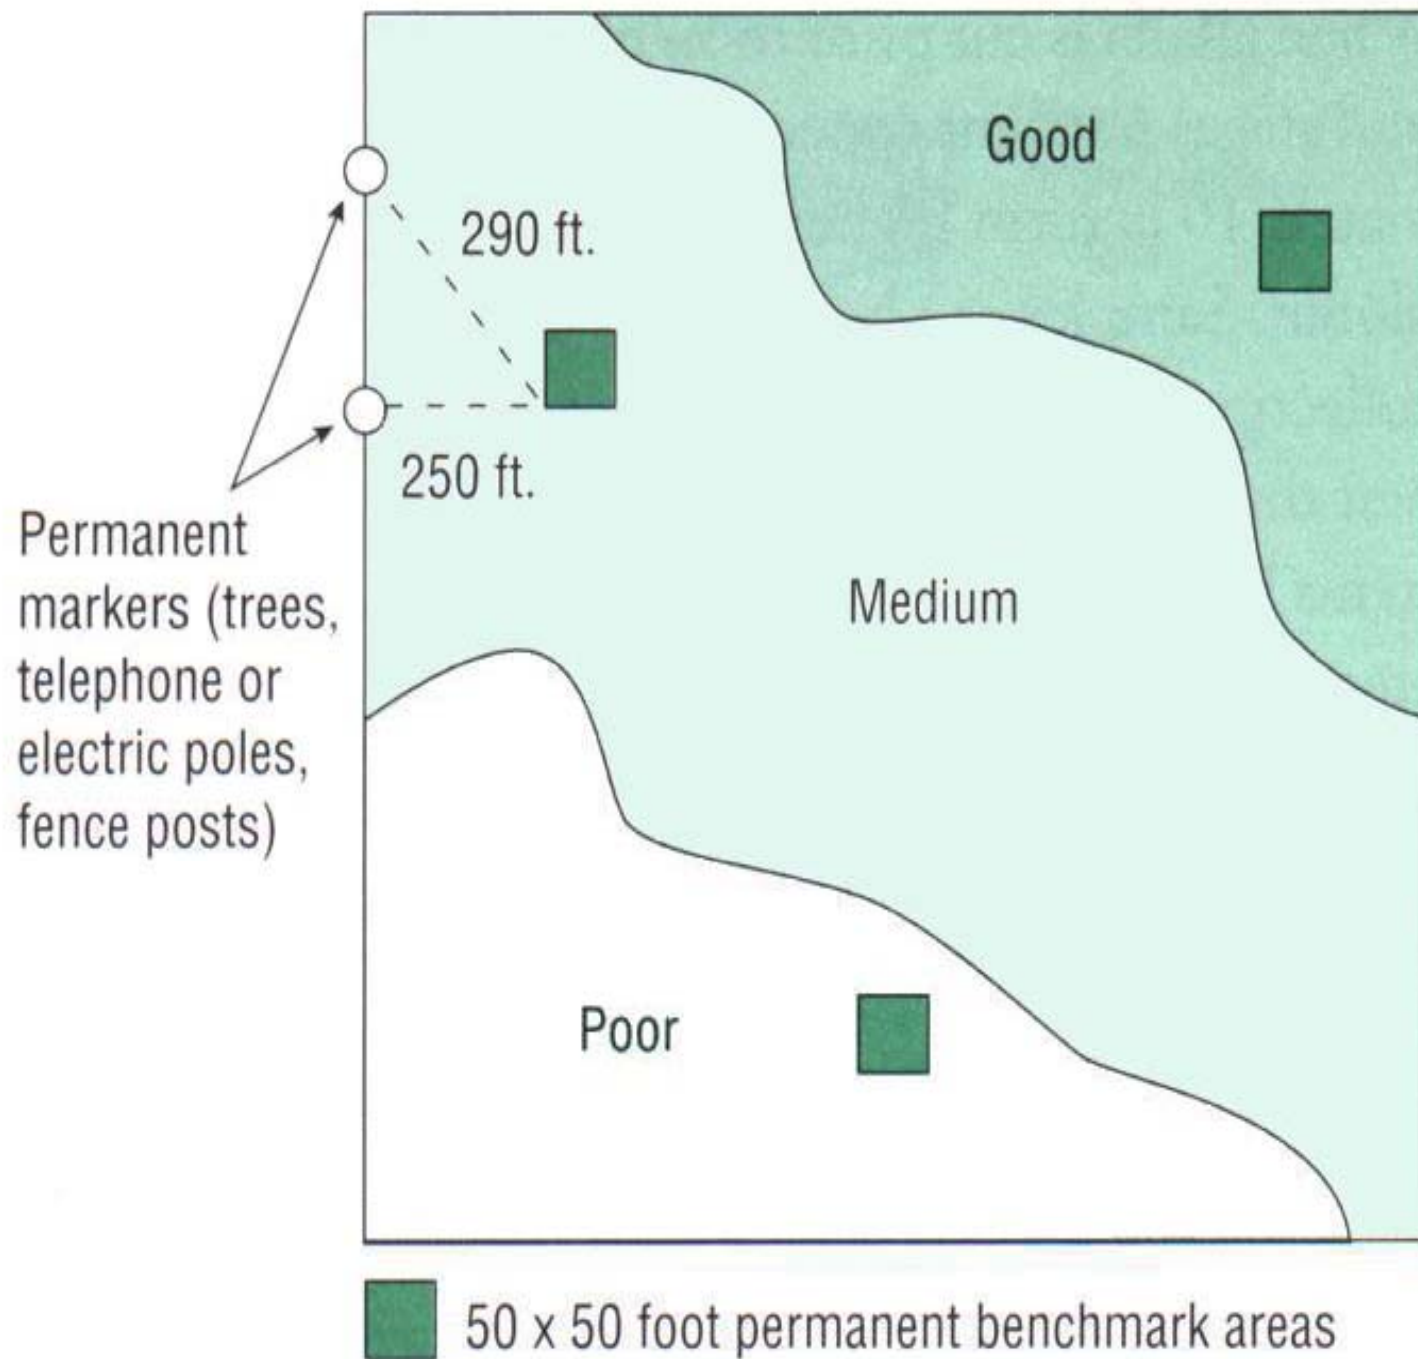 Good
290 ft.
250 ft.
Permanent
markers (trees,
telephone or
electric poles,
fence posts)
Medium
Poor
50 x 50 foot permanent benchmark areas